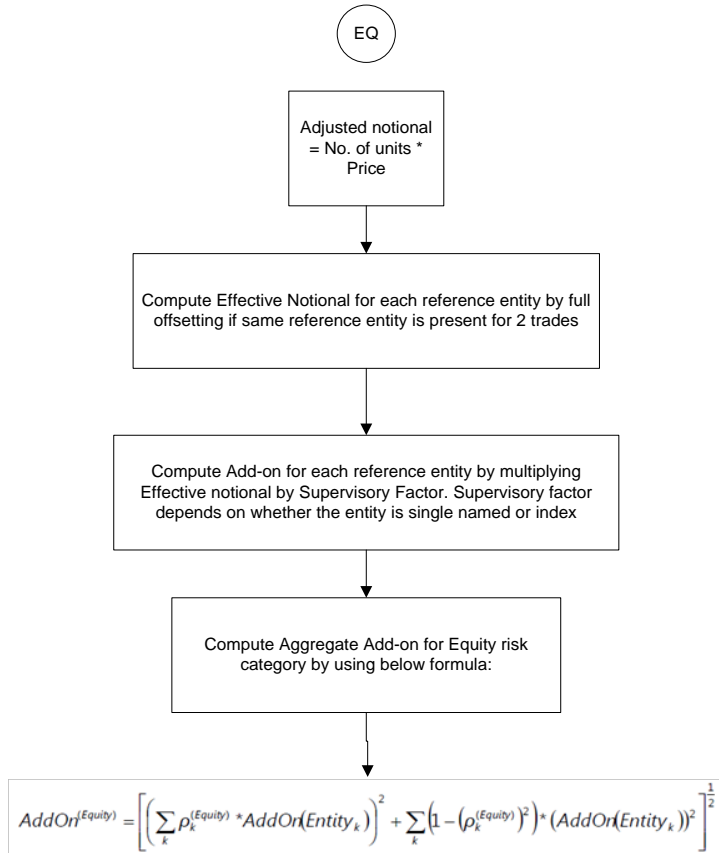 EQ
Adjusted notional
= No. of units *
Price
Compute Effective Notional for each reference entity by full
offsetting if same reference entity is present for 2 trades
Compute Add-on for each reference entity by multiplying
Effective notional by Supervisory Factor. Supervisory factor
depends on whether the entity is single named or index
Compute Aggregate Add-on for Equity risk
category by using below formula:
AddOn^(Equity) = [(∑_k ρ_k^(Equity) * AddOn(Entity_k))^2 + ∑_k (1 − (ρ_k^(Equity))^2) * (AddOn(Entity_k))^2]^(1/2)